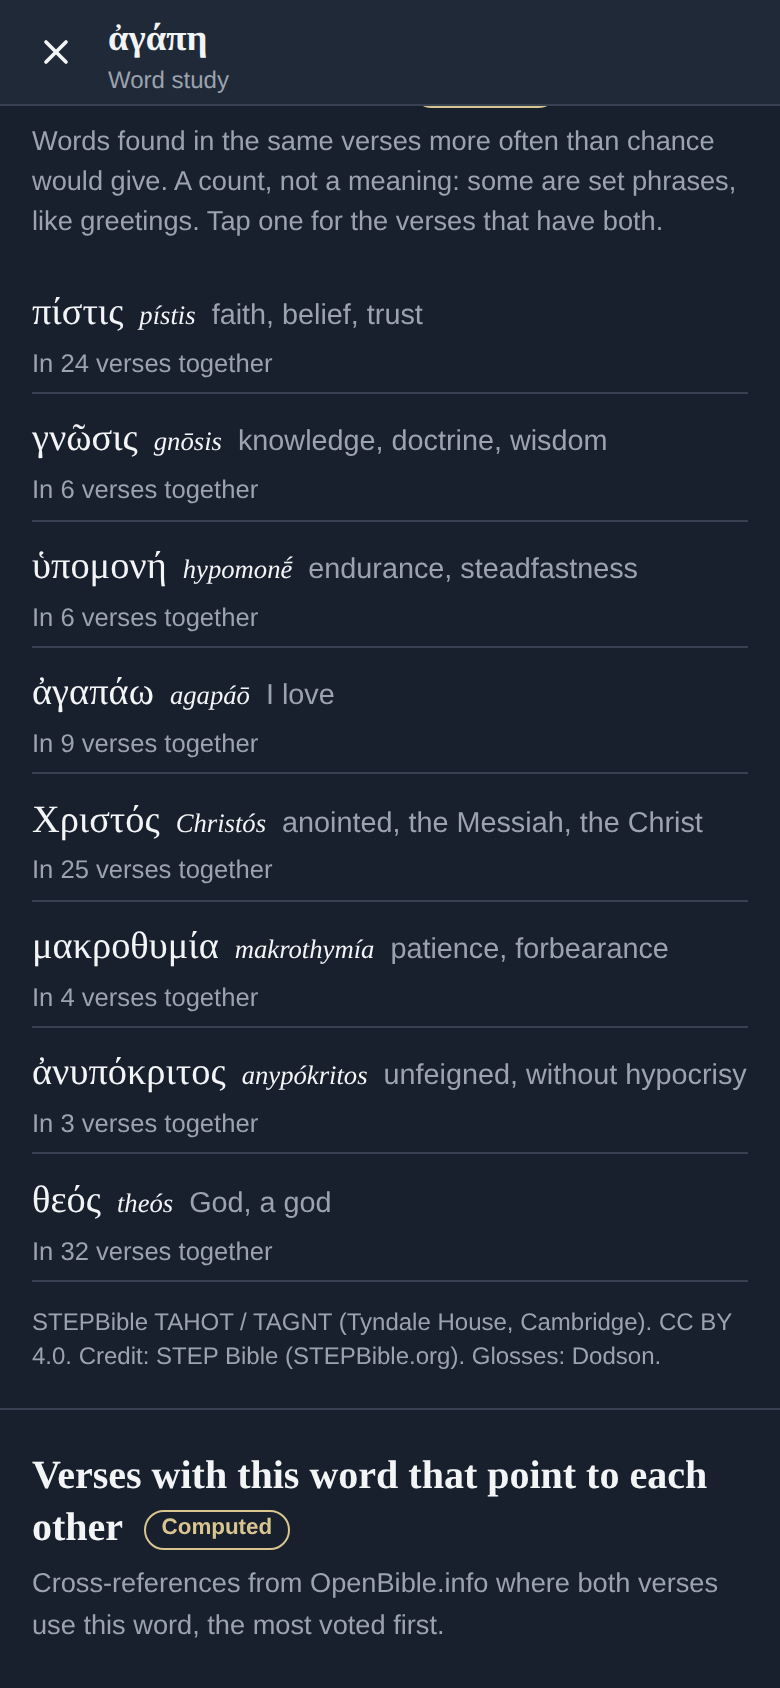 ἀγάπη
Word study
Words found in the same verses more often than chance
would give. A count, not a meaning: some are set phrases,
like greetings. Tap one for the verses that have both.
πίστις pístis faith, belief, trust
In 24 verses together
γνῶσις gnōsis knowledge, doctrine, wisdom
In 6 verses together
ὑπομονή hypomonḗ endurance, steadfastness
In 6 verses together
ἀγαπάω agapáō I love
In 9 verses together
Χριστός Christós anointed, the Messiah, the Christ
In 25 verses together
μακροθυμία makrothymía patience, forbearance
In 4 verses together
ἀνυπόκριτος anypókritos unfeigned, without hypocrisy
In 3 verses together
θεός theós God, a god
In 32 verses together
STEPBible TAHOT / TAGNT (Tyndale House, Cambridge). CC BY
4.0. Credit: STEP Bible (STEPBible.org). Glosses: Dodson.
Verses with this word that point to each
other Computed
Cross-references from OpenBible.info where both verses
use this word, the most voted first.